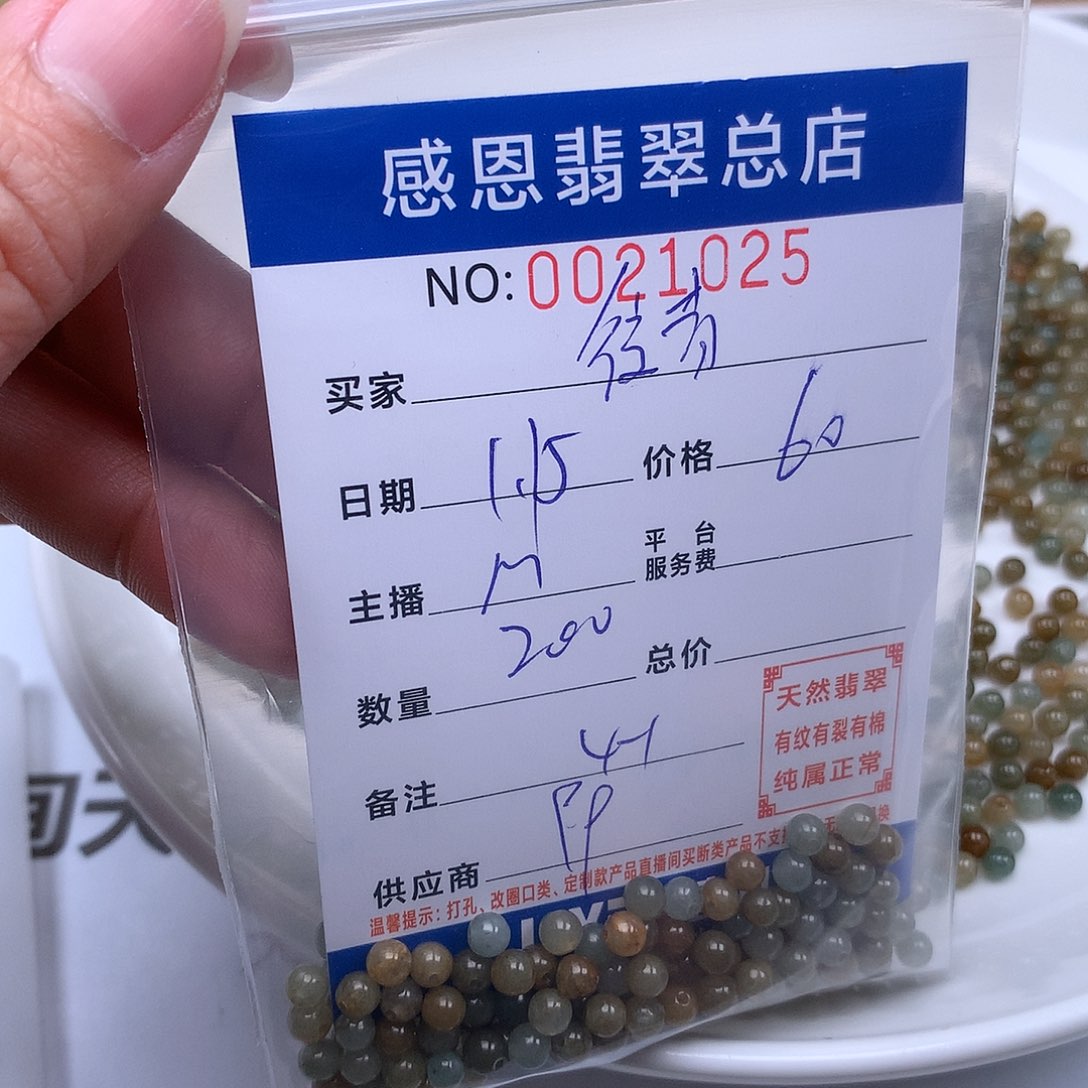 感恩翡翠总店
NO:0021025
买家
日期 1.15 价格 60
主播 M 平台服务费
数量 200 总价
备注
供应商
天然翡翠
有纹有裂有棉
纯属正常
温馨提示：打孔、改圈口类、定制款产品直播间买断类产品不支